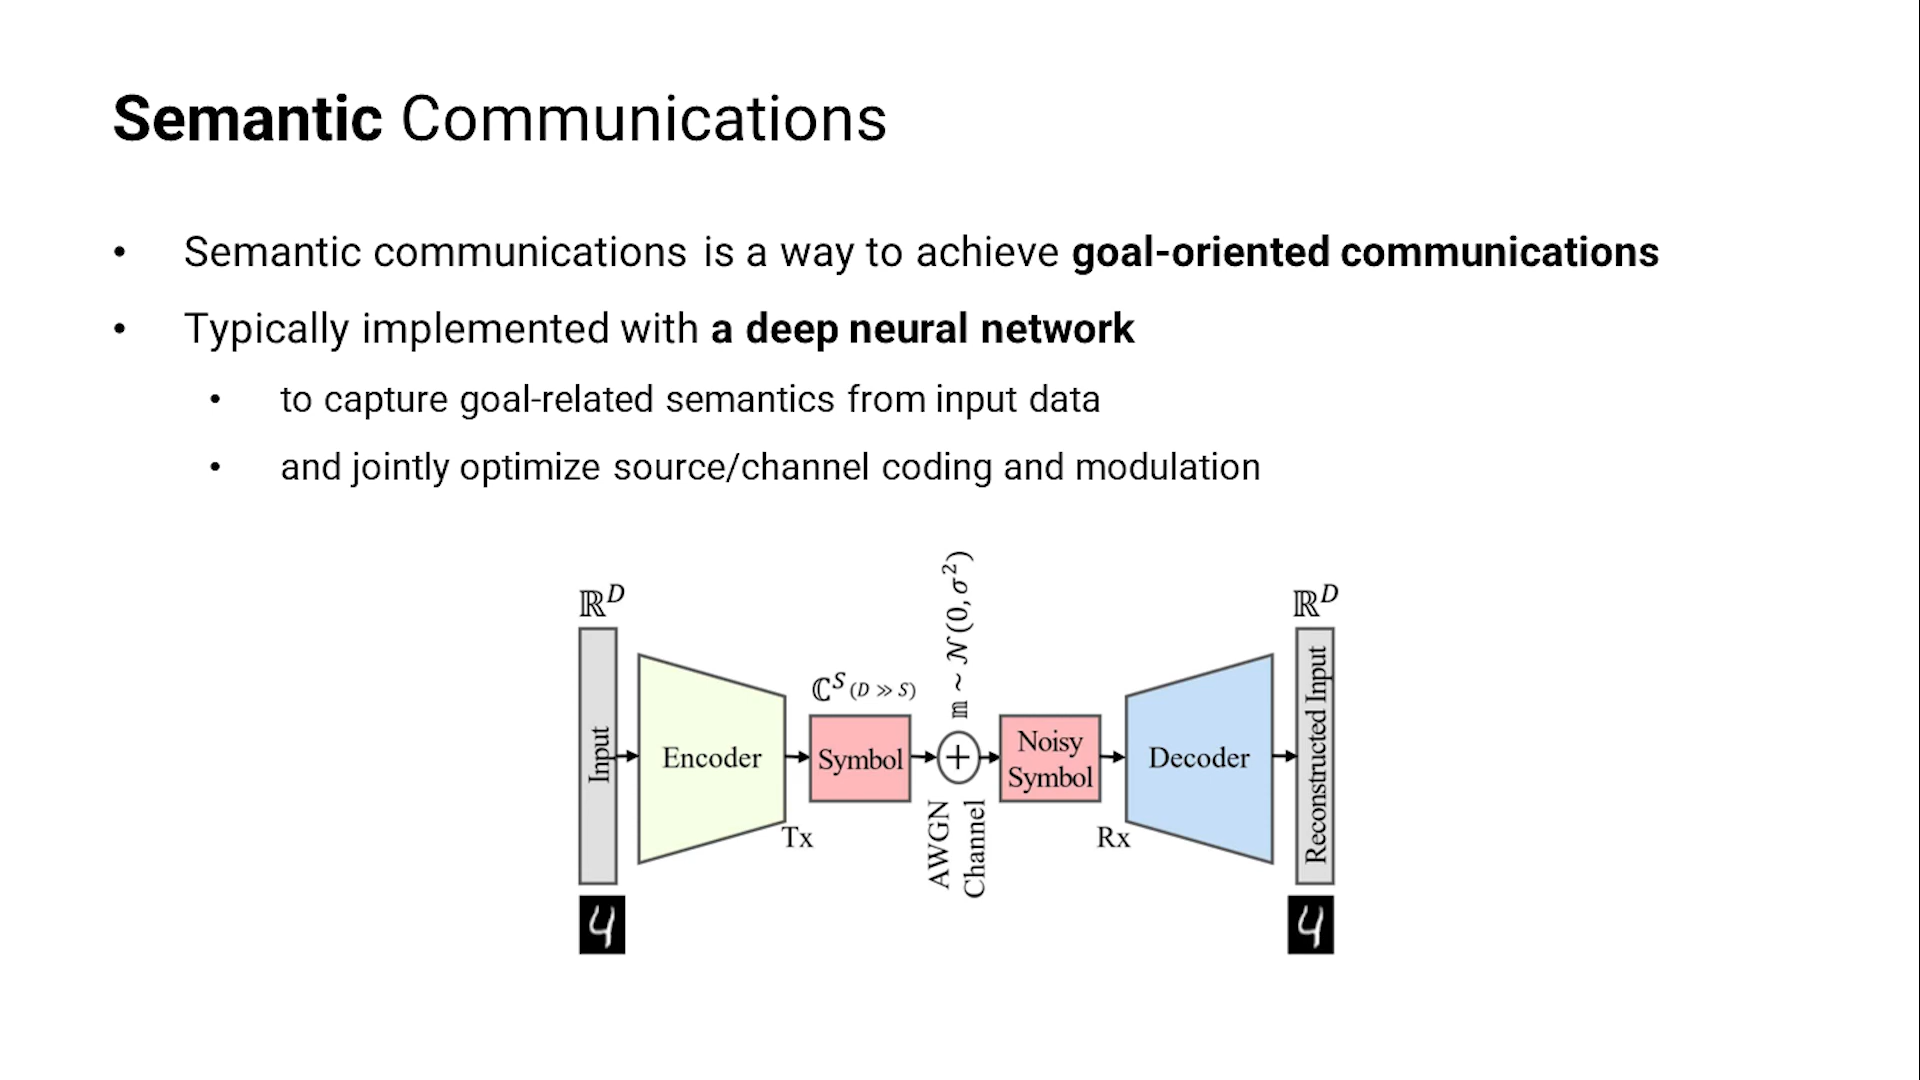 Semantic Communications
• Semantic communications is a way to achieve goal-oriented communications
• Typically implemented with a deep neural network
• to capture goal-related semantics from input data
• and jointly optimize source/channel coding and modulation
ℝ^D
Input
Encoder
Tx
ℂ^S (D ≫ S)
Symbol
𝕞 ~ 𝒩(0, σ²)
+
AWGN
Channel
Noisy
Symbol
Rx
Decoder
ℝ^D
Reconstructed Input
4
4